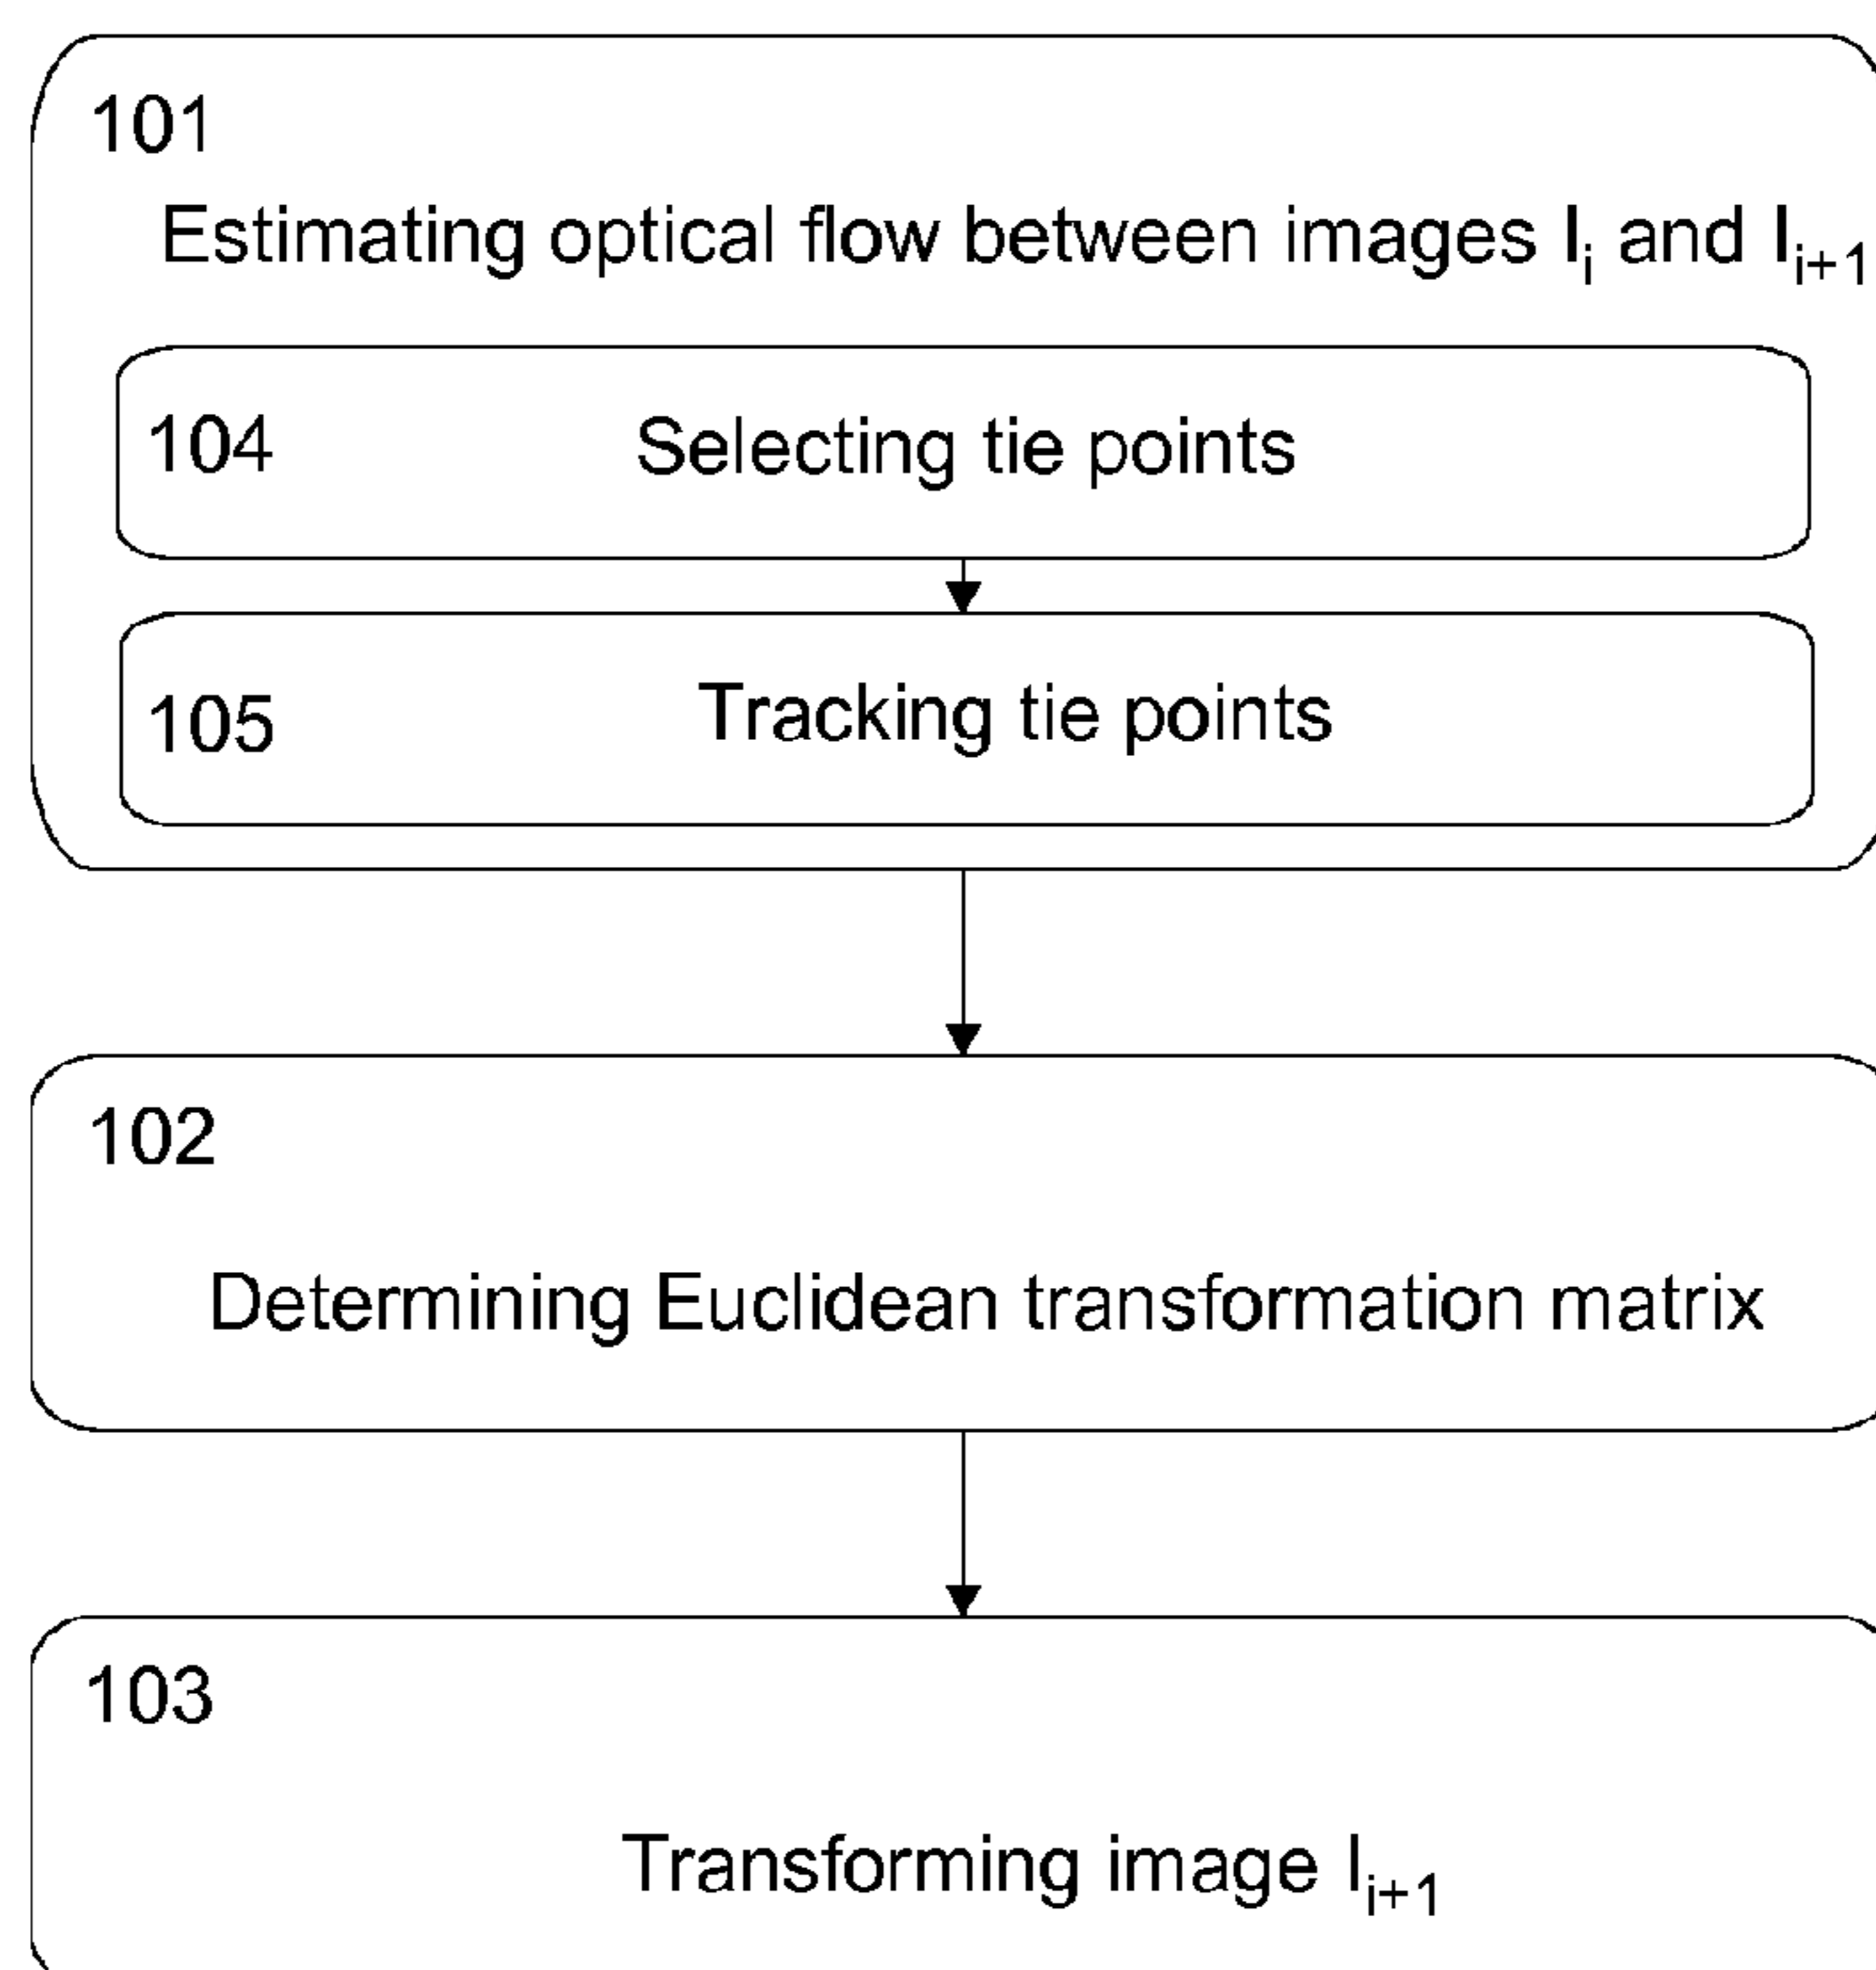 101
Estimating optical flow between images Iᵢ and Iᵢ₊₁
104 Selecting tie points
105 Tracking tie points
102
Determining Euclidean transformation matrix
103
Transforming image Iᵢ₊₁